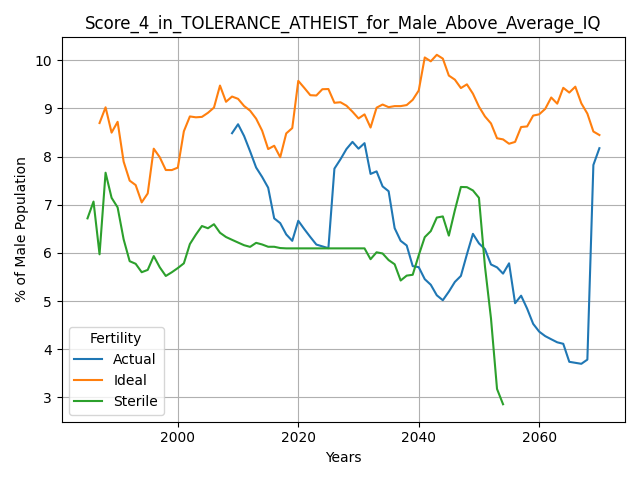 Score_4_in_TOLERANCE_ATHEIST_for_Male_Above_Average_IQ
% of Male Population
10
9
8
7
6
5
4
3
Fertility
Actual
Ideal
Sterile
2000 2020 2040 2060
Years